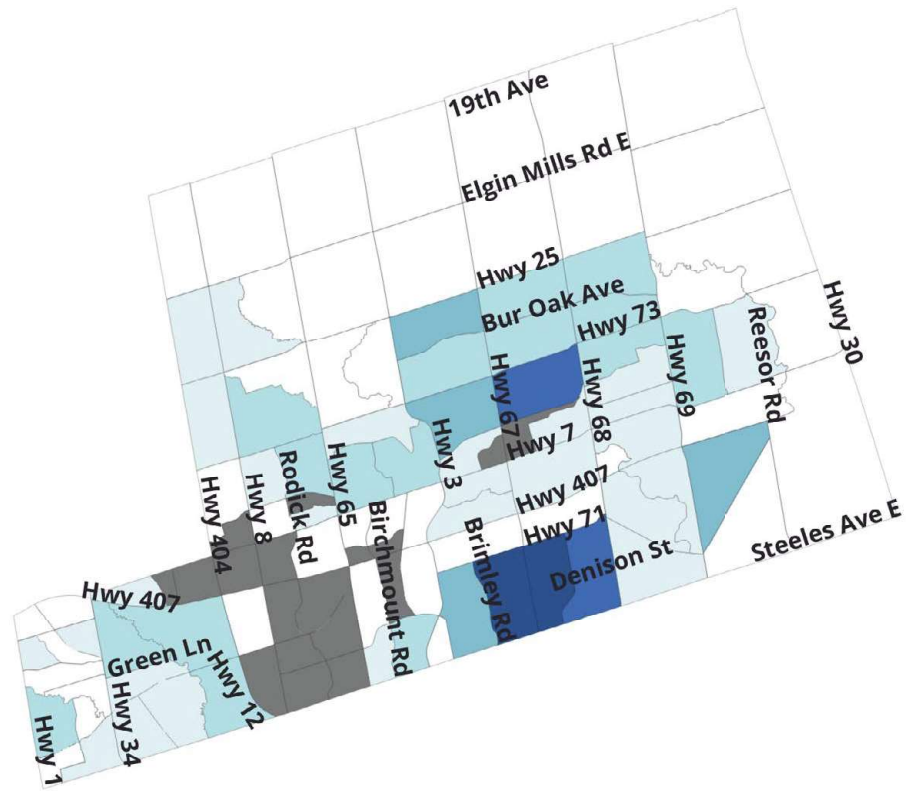 19th Ave
Elgin Mills Rd E
Hwy 25
Bur Oak Ave
Hwy 73
Hwy 30
Reesor Rd
Hwy 67
Hwy 68
Hwy 69
Hwy 3
Hwy 7
Hwy 65
Rodick Rd
Hwy 8
Hwy 404
Birchmount Rd
Hwy 407
Hwy 71
Brimley Rd
Denison St
Steeles Ave E
Hwy 407
Green Ln
Hwy 12
Hwy 34
Hwy 1